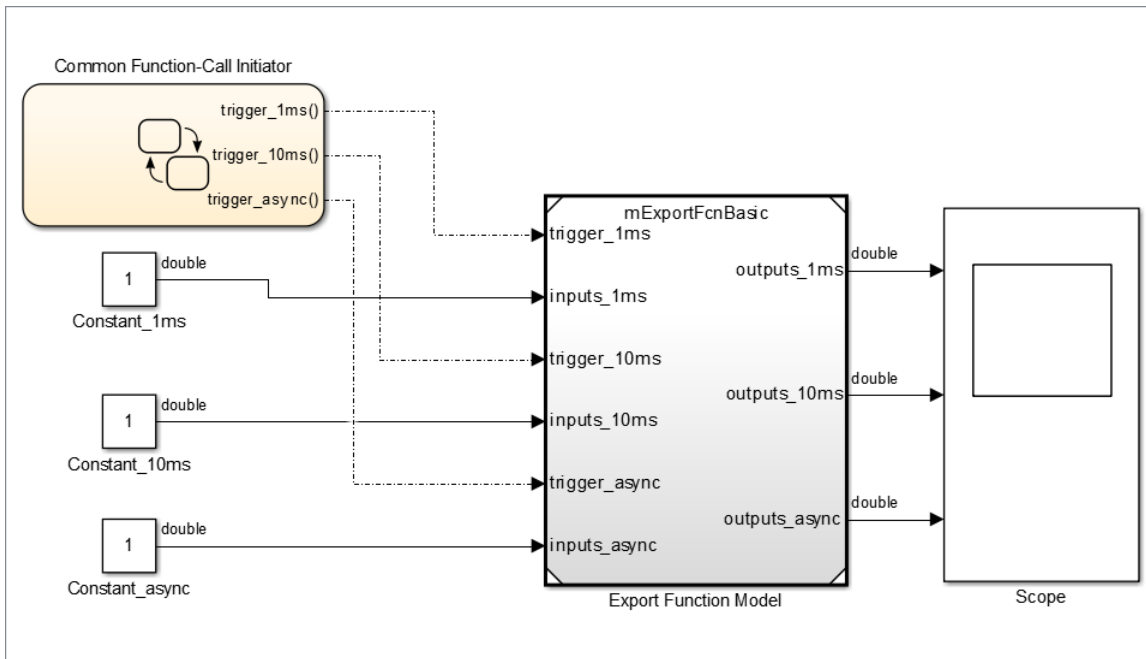 Common Function-Call Initiator
trigger_1ms()
trigger_10ms()
trigger_async()
mExportFcnBasic
trigger_1ms
double
outputs_1ms
double
1
inputs_1ms
Constant_1ms
trigger_10ms
double
outputs_10ms
double
1
inputs_10ms
Constant_10ms
trigger_async
double
outputs_async
double
1
inputs_async
Constant_async
Export Function Model
Scope